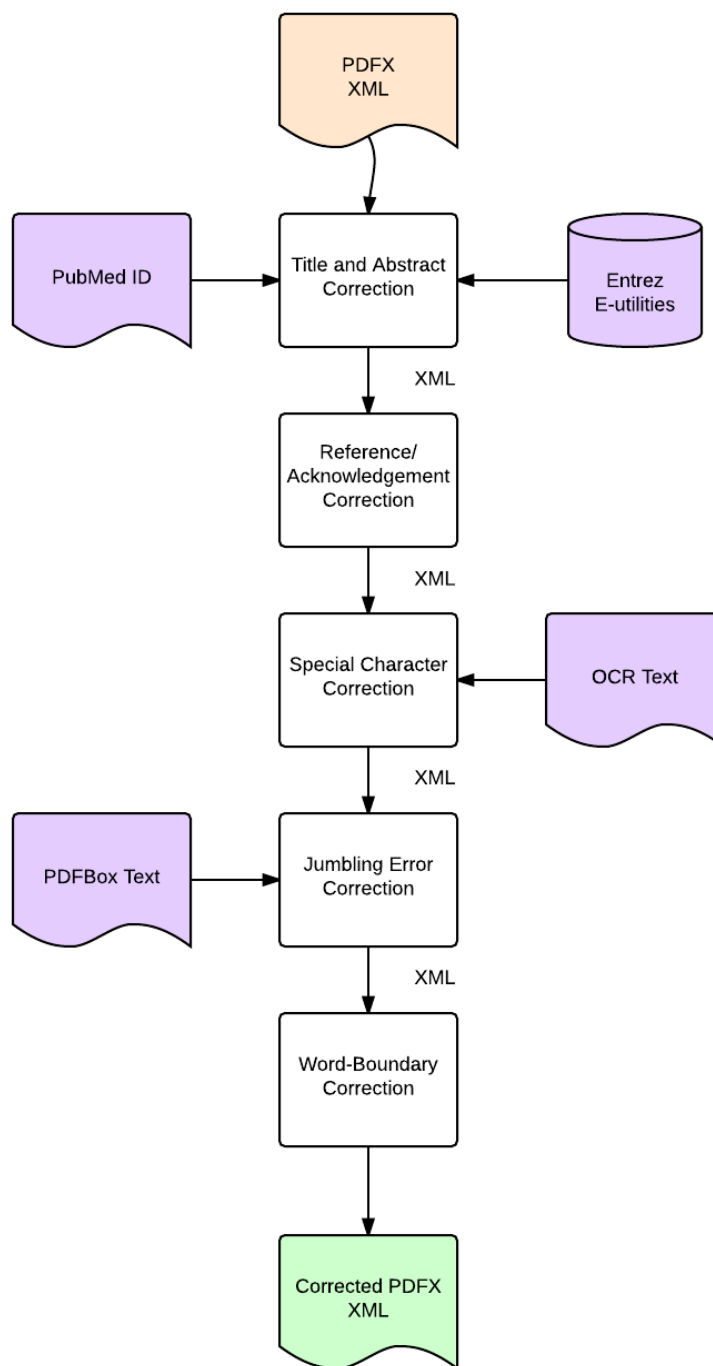 PDFX
XML
PubMed ID
Title and Abstract
Correction
Entrez
E-utilities
XML
Reference/
Acknowledgement
Correction
XML
Special Character
Correction
OCR Text
XML
PDFBox Text
Jumbling Error
Correction
XML
Word-Boundary
Correction
Corrected PDFX
XML